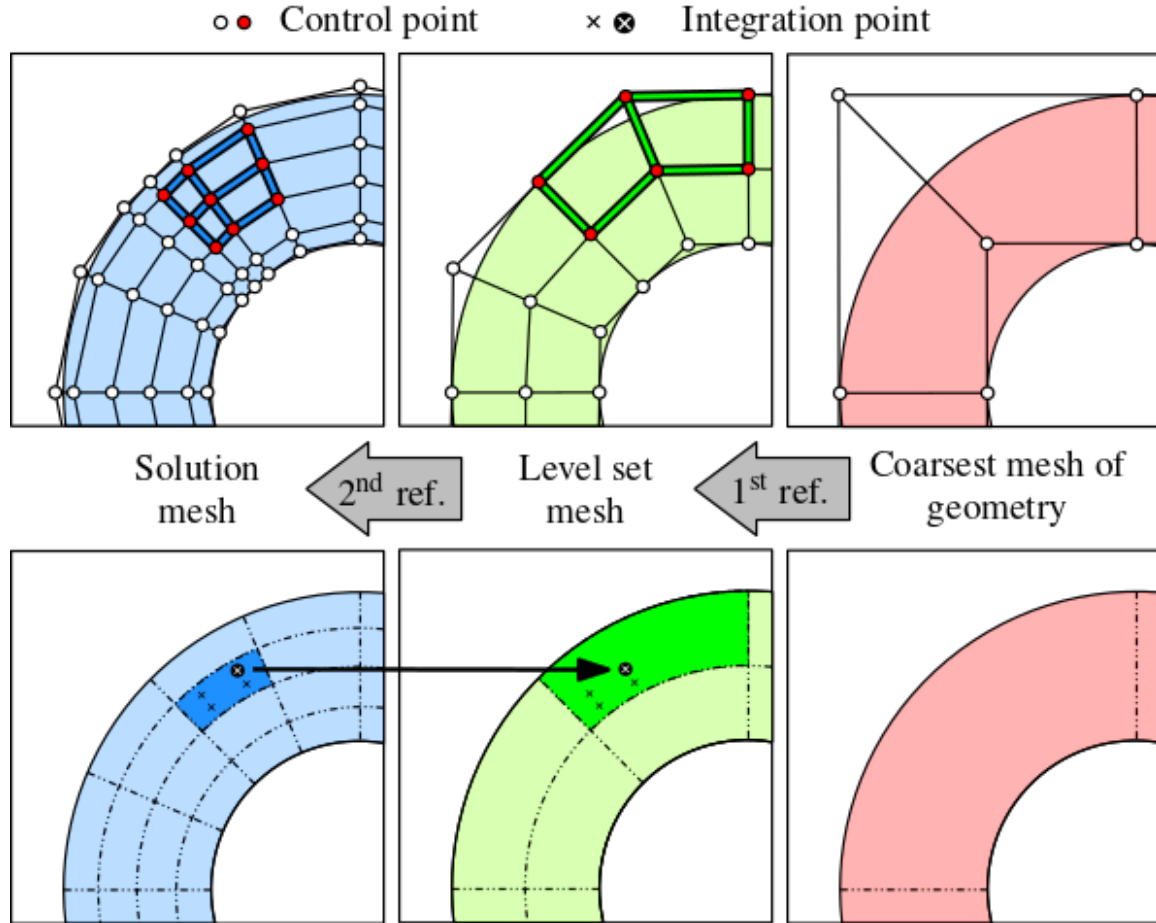 Control point
Integration point
Solution
mesh
2nd ref.
Level set
mesh
1st ref.
Coarsest mesh of
geometry